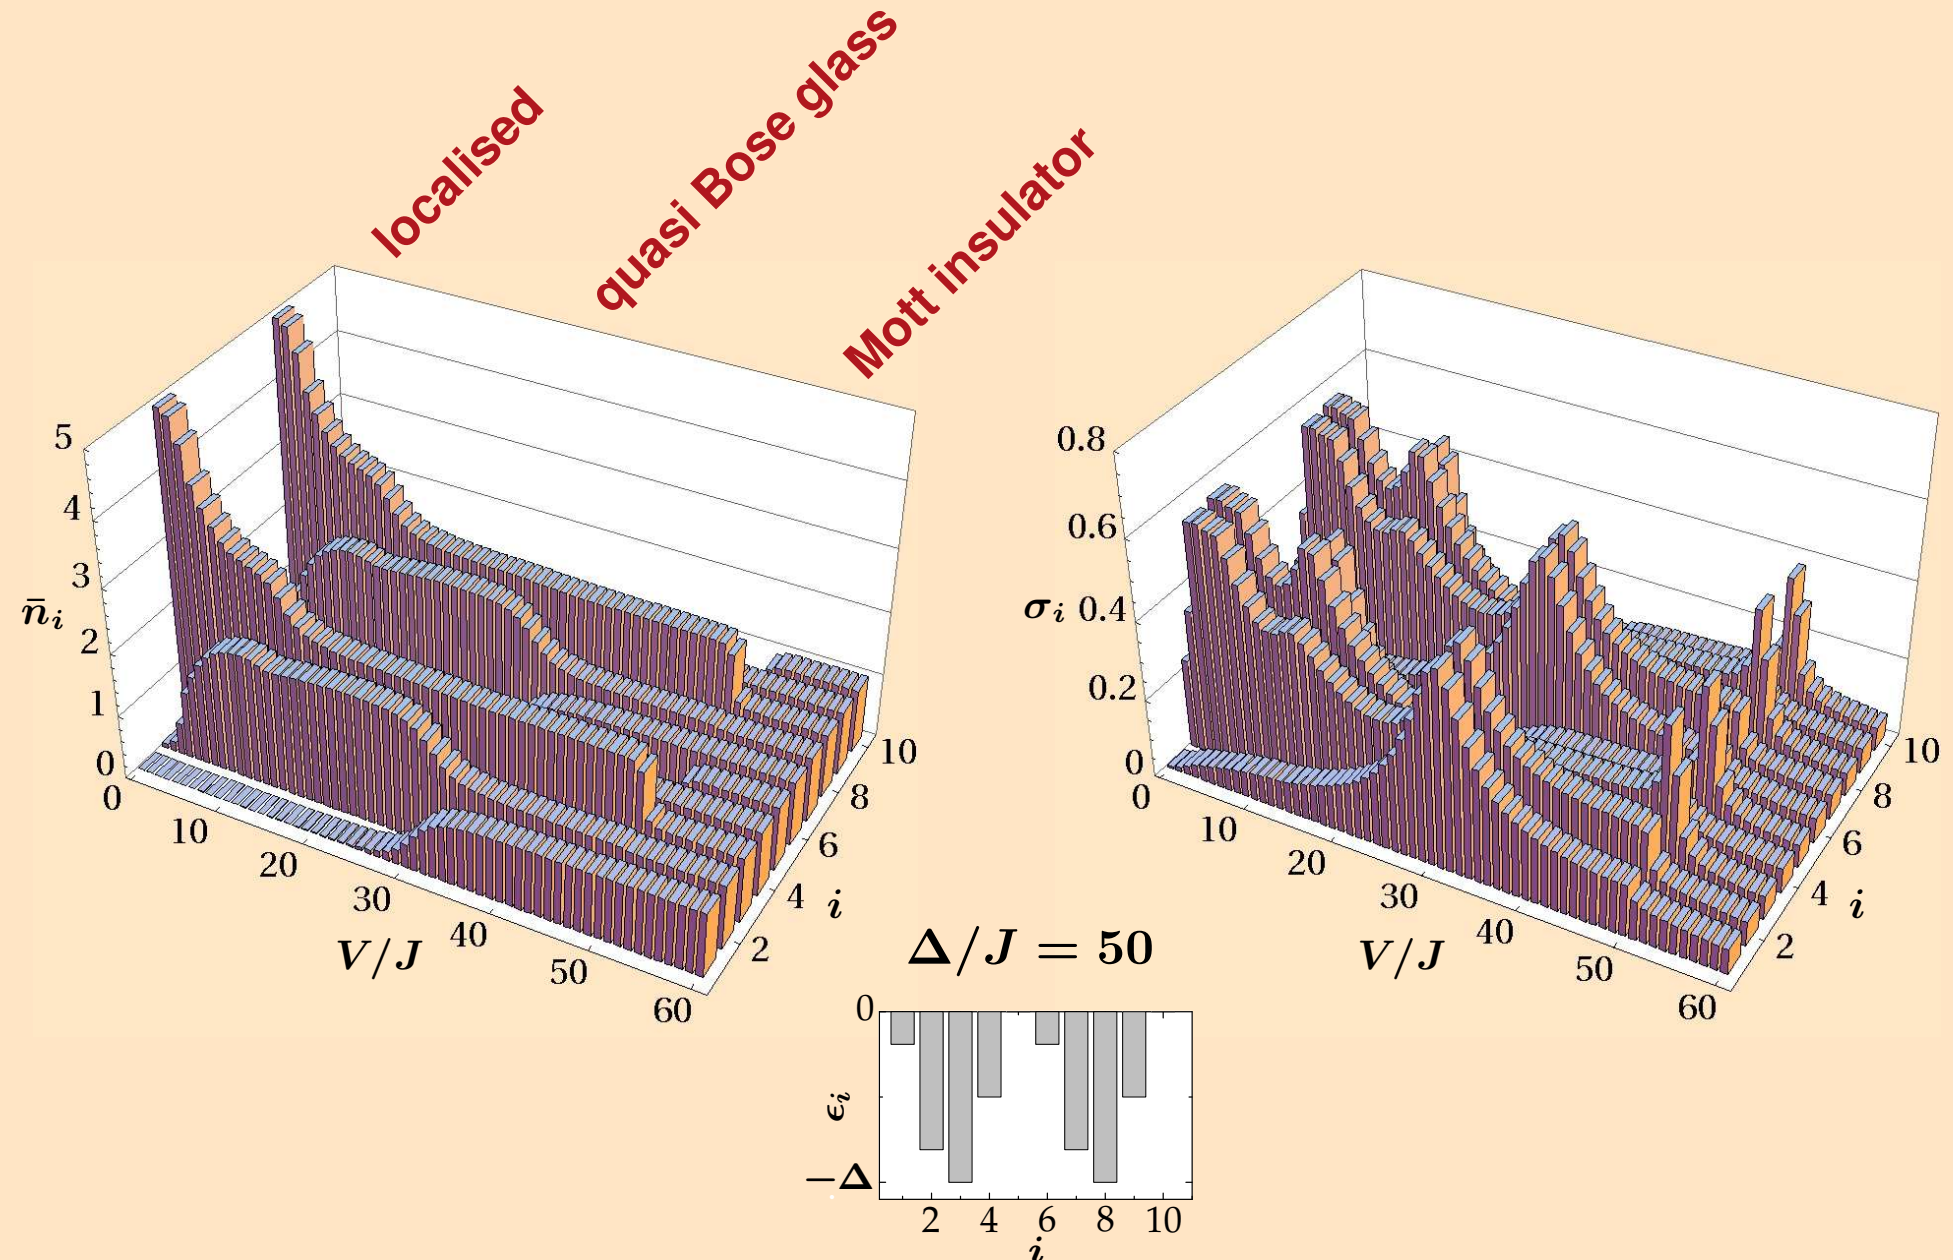 localised
quasi Bose glass
Mott insulator
5
4
3
2
1
0
n̄ᵢ
0
10
20
30
40
50
60
V/J
2
4
6
8
10
i
0.8
0.6
σᵢ 0.4
0.2
0
0
10
20
30
40
50
60
V/J
2
4
6
8
10
i
Δ/J = 50
0
ϵᵢ
−Δ
2 4 6 8 10
i